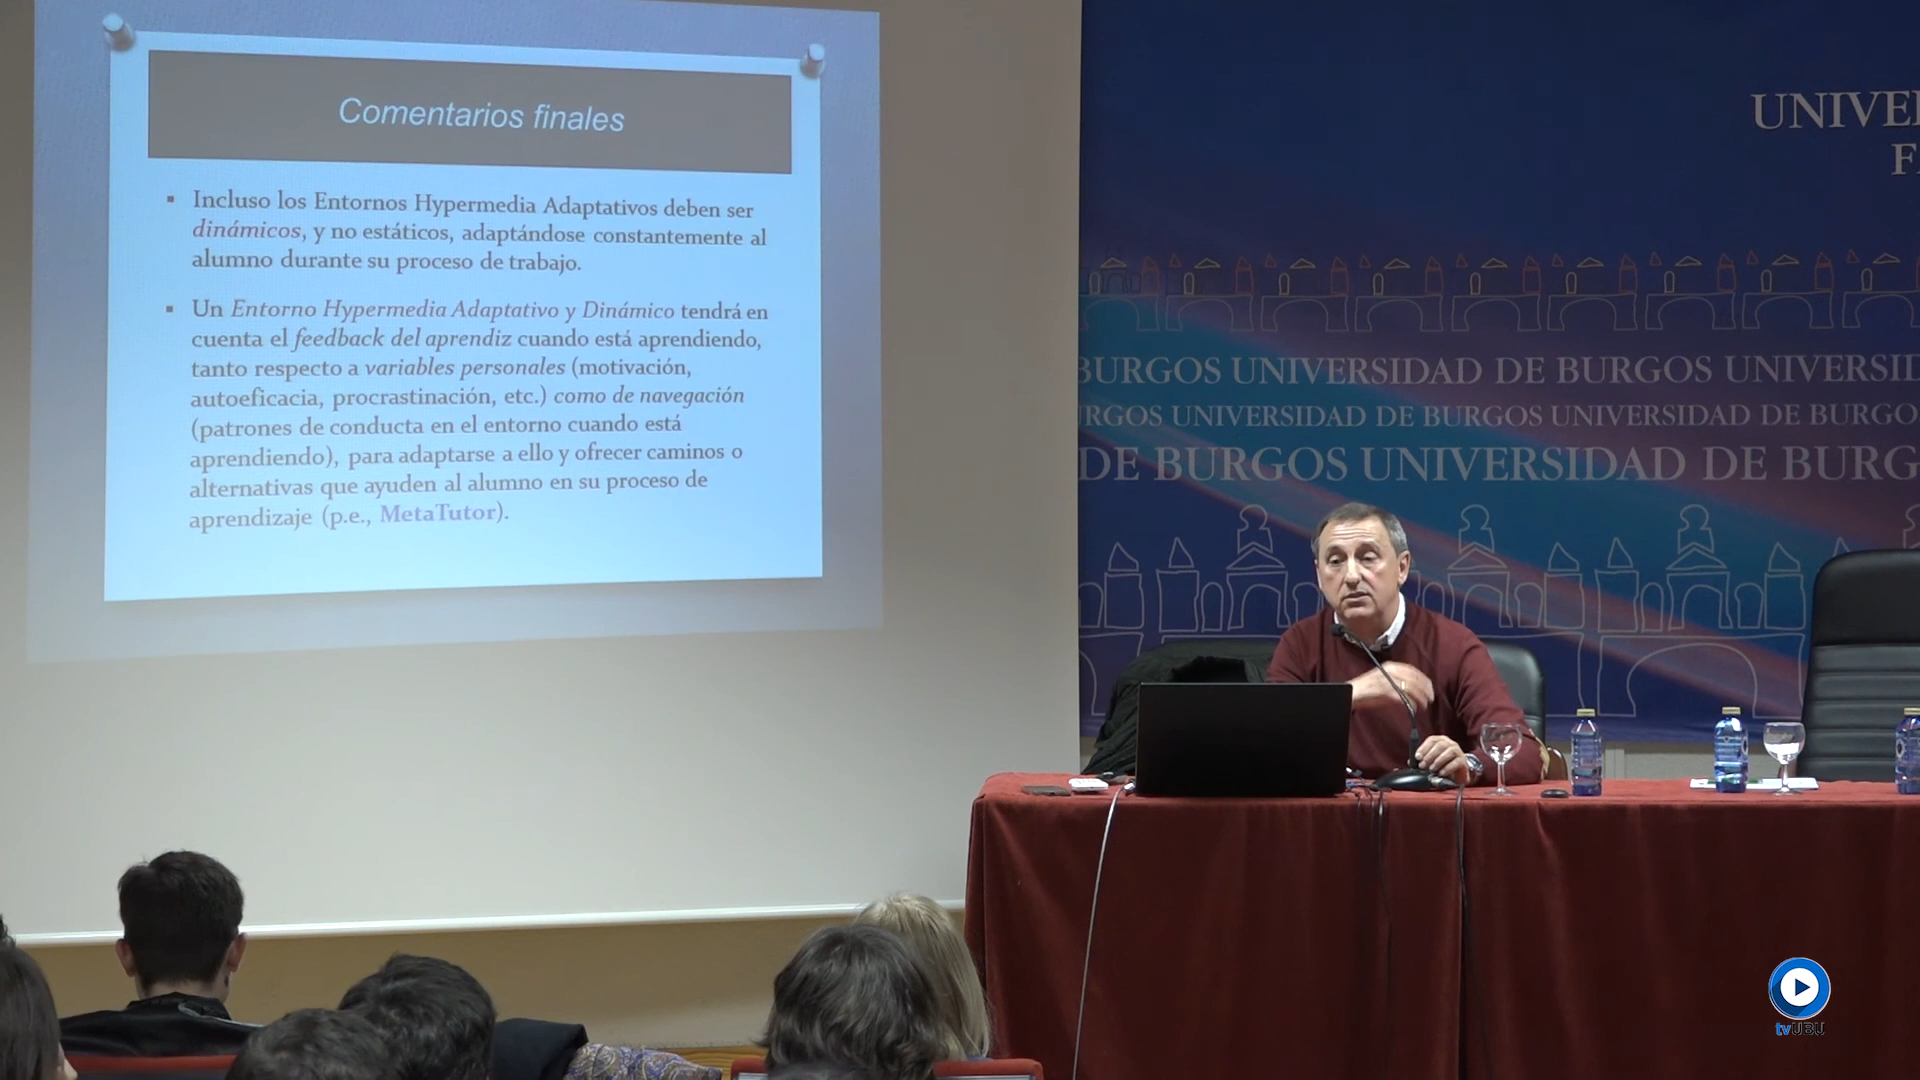 Comentarios finales
▪ Incluso los Entornos Hypermedia Adaptativos deben ser
dinámicos, y no estáticos, adaptándose constantemente al
alumno durante su proceso de trabajo.
▪ Un Entorno Hypermedia Adaptativo y Dinámico tendrá en
cuenta el feedback del aprendiz cuando está aprendiendo,
tanto respecto a variables personales (motivación,
autoeficacia, procrastinación, etc.) como de navegación
(patrones de conducta en el entorno cuando está
aprendiendo), para adaptarse a ello y ofrecer caminos o
alternativas que ayuden al alumno en su proceso de
aprendizaje (p.e., MetaTutor).
UNIVE
F
BURGOS UNIVERSIDAD DE BURGOS UNIVERSID
RGOS UNIVERSIDAD DE BURGOS UNIVERSIDAD DE BURGO
DE BURGOS UNIVERSIDAD DE BURG
tvUBU